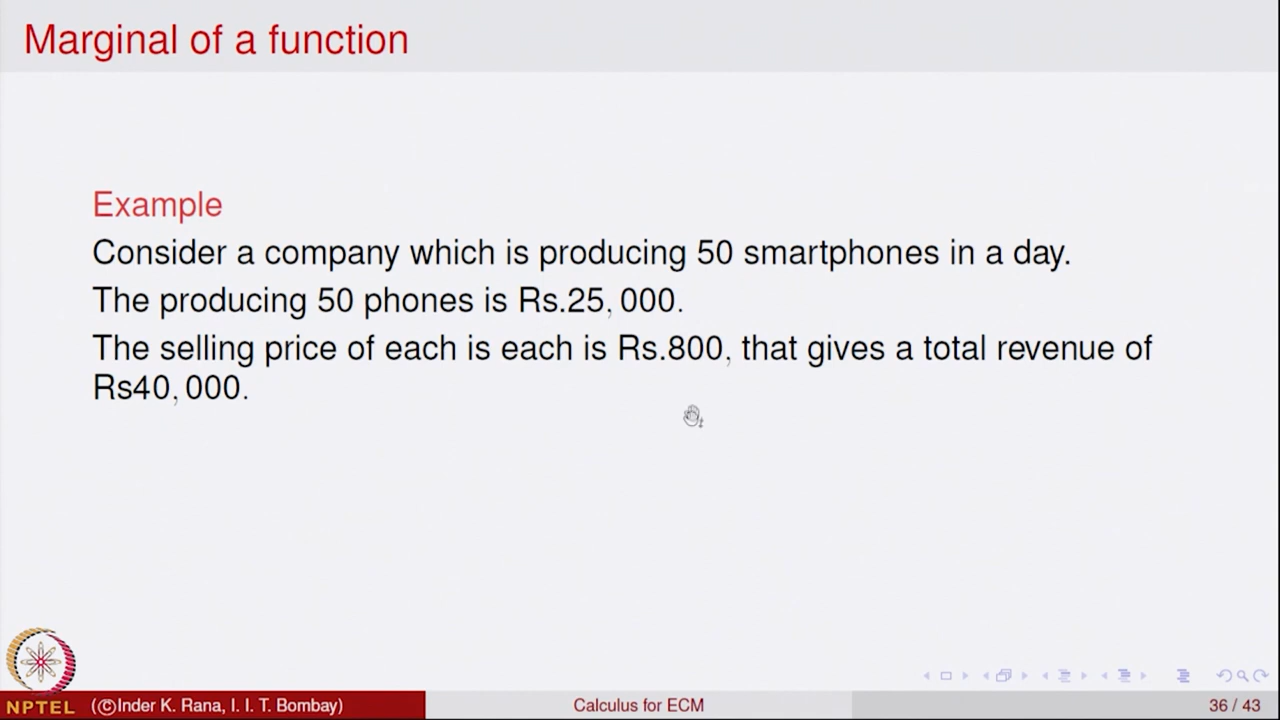 Marginal of a function
Example
Consider a company which is producing 50 smartphones in a day.
The producing 50 phones is Rs.25, 000.
The selling price of each is each is Rs.800, that gives a total revenue of
Rs40, 000.
NPTEL
(©Inder K. Rana, I. I. T. Bombay)
Calculus for ECM
36 / 43